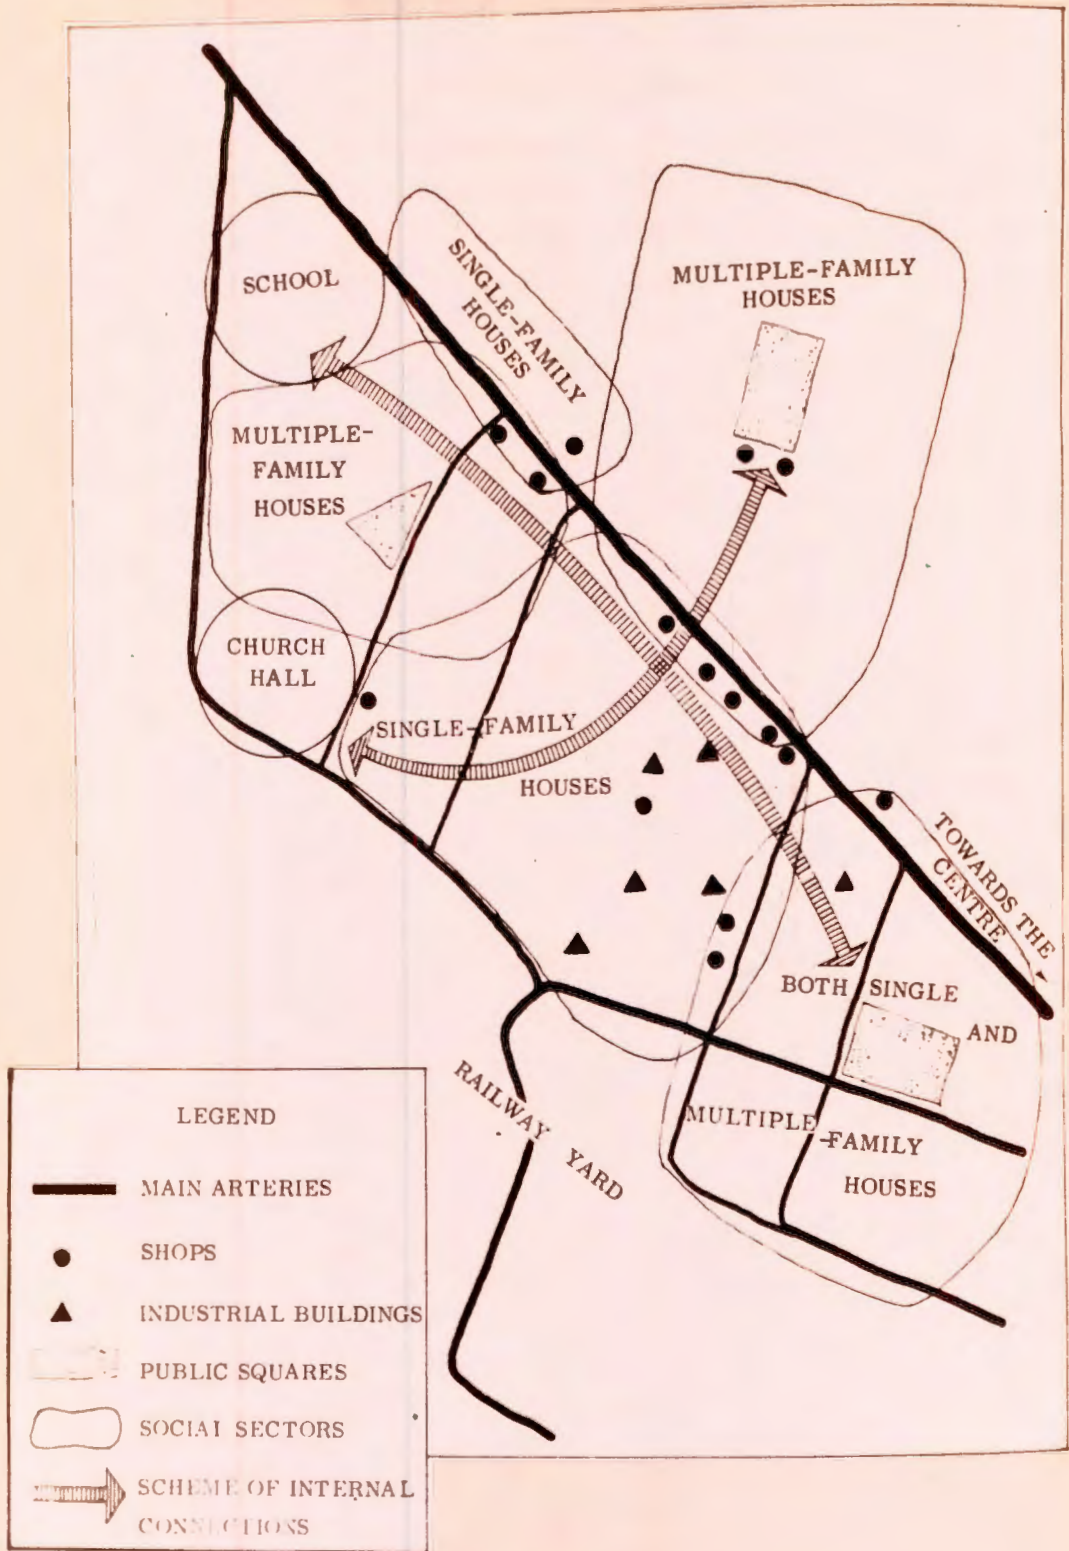 SCHOOL
SINGLE-FAMILY
HOUSES
MULTIPLE-FAMILY
HOUSES
MULTIPLE-
FAMILY
HOUSES
CHURCH
HALL
SINGLE-FAMILY
HOUSES
TOWARDS THE
CENTRE
BOTH SINGLE
AND
MULTIPLE-FAMILY
HOUSES
RAILWAY YARD
LEGEND
MAIN ARTERIES
SHOPS
INDUSTRIAL BUILDINGS
PUBLIC SQUARES
SOCIAL SECTORS
SCHEME OF INTERNAL
CONNECTIONS